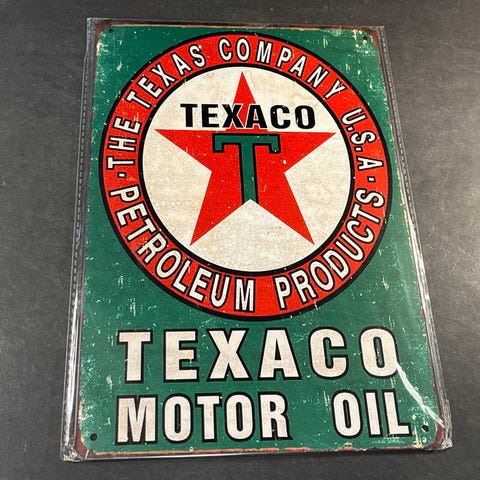 ·THE TEXAS COMPANY U.S.A·
PETROLEUM PRODUCTS
TEXACO
T
TEXACO
MOTOR OIL